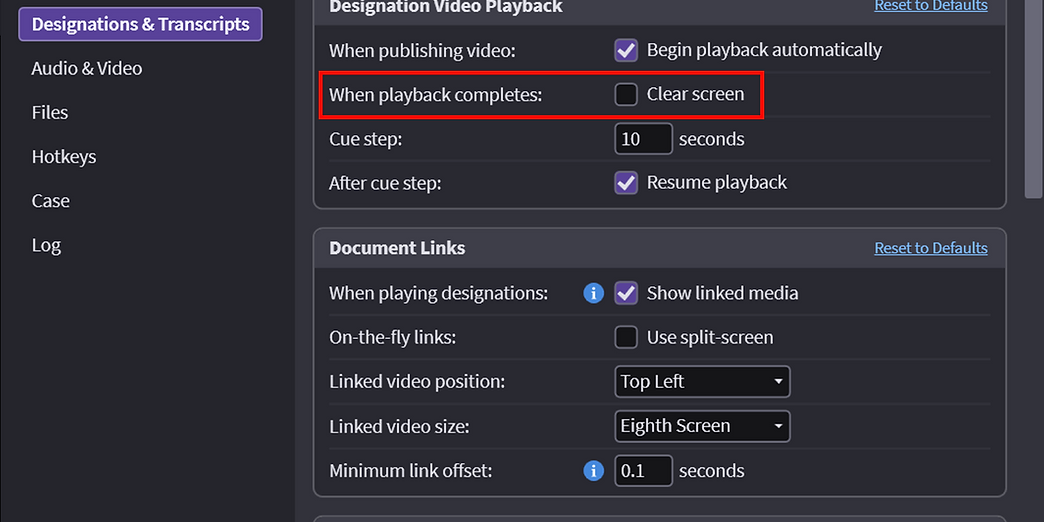 Designations & Transcripts
Audio & Video
Files
Hotkeys
Case
Log
Designation Video Playback
Reset to Defaults
When publishing video:
Begin playback automatically
When playback completes:
Clear screen
Cue step:
10 seconds
After cue step:
Resume playback
Document Links
Reset to Defaults
When playing designations:
i
Show linked media
On-the-fly links:
Use split-screen
Linked video position:
Top Left
Linked video size:
Eighth Screen
Minimum link offset:
i
0.1 seconds